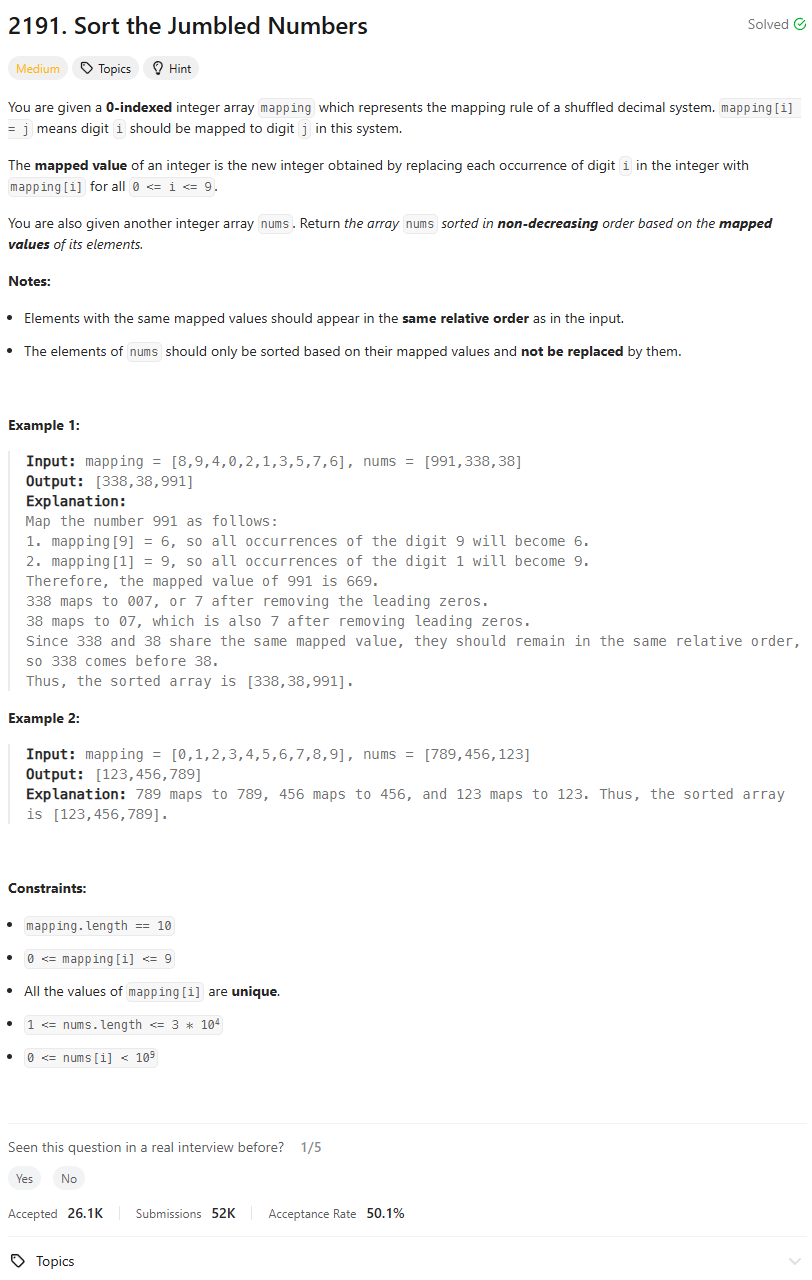 2191. Sort the Jumbled Numbers
Solved
Medium Topics Hint
You are given a 0-indexed integer array mapping which represents the mapping rule of a shuffled decimal system. mapping[i]
= j means digit i should be mapped to digit j in this system.
The mapped value of an integer is the new integer obtained by replacing each occurrence of digit i in the integer with
mapping[i] for all 0 <= i <= 9.
You are also given another integer array nums. Return the array nums sorted in non-decreasing order based on the mapped
values of its elements.
Notes:
• Elements with the same mapped values should appear in the same relative order as in the input.
• The elements of nums should only be sorted based on their mapped values and not be replaced by them.
Example 1:
Input: mapping = [8,9,4,0,2,1,3,5,7,6], nums = [991,338,38]
Output: [338,38,991]
Explanation:
Map the number 991 as follows:
1. mapping[9] = 6, so all occurrences of the digit 9 will become 6.
2. mapping[1] = 9, so all occurrences of the digit 1 will become 9.
Therefore, the mapped value of 991 is 669.
338 maps to 007, or 7 after removing the leading zeros.
38 maps to 07, which is also 7 after removing leading zeros.
Since 338 and 38 share the same mapped value, they should remain in the same relative order,
so 338 comes before 38.
Thus, the sorted array is [338,38,991].
Example 2:
Input: mapping = [0,1,2,3,4,5,6,7,8,9], nums = [789,456,123]
Output: [123,456,789]
Explanation: 789 maps to 789, 456 maps to 456, and 123 maps to 123. Thus, the sorted array
is [123,456,789].
Constraints:
• mapping.length == 10
• 0 <= mapping[i] <= 9
• All the values of mapping[i] are unique.
• 1 <= nums.length <= 3 * 10⁴
• 0 <= nums[i] < 10⁹
Seen this question in a real interview before? 1/5
Yes No
Accepted 26.1K Submissions 52K Acceptance Rate 50.1%
Topics